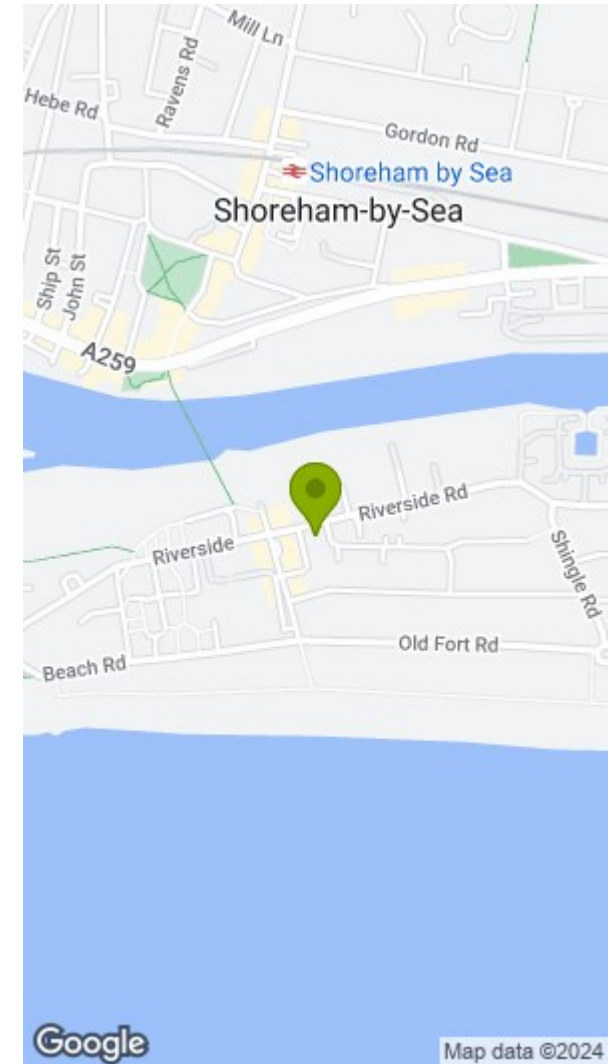 Mill Ln
Ravens Rd
Hebe Rd
Gordon Rd
Shoreham by Sea
Shoreham-by-Sea
Ship St
John St
A259
Riverside Rd
Riverside
Shingle Rd
Old Fort Rd
Beach Rd
Google
Map data ©2024